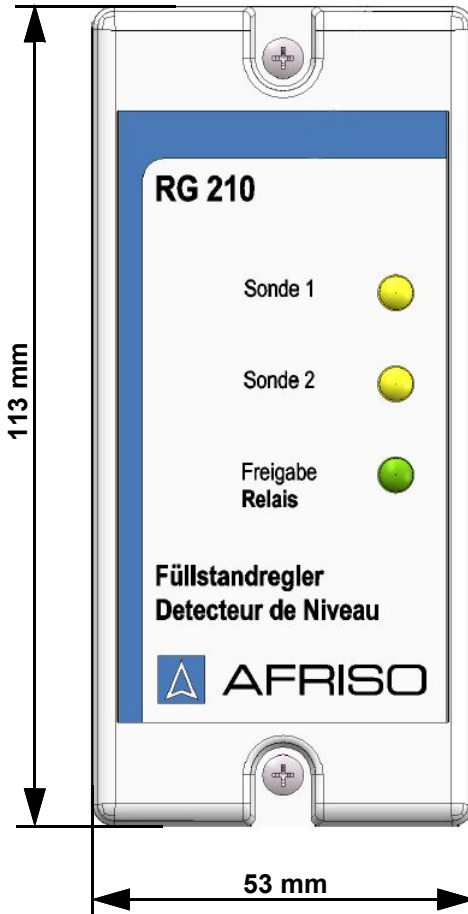 RG 210
Sonde 1
Sonde 2
Freigabe
Relais
Füllstandregler
Detecteur de Niveau
AFRISO
113 mm
53 mm